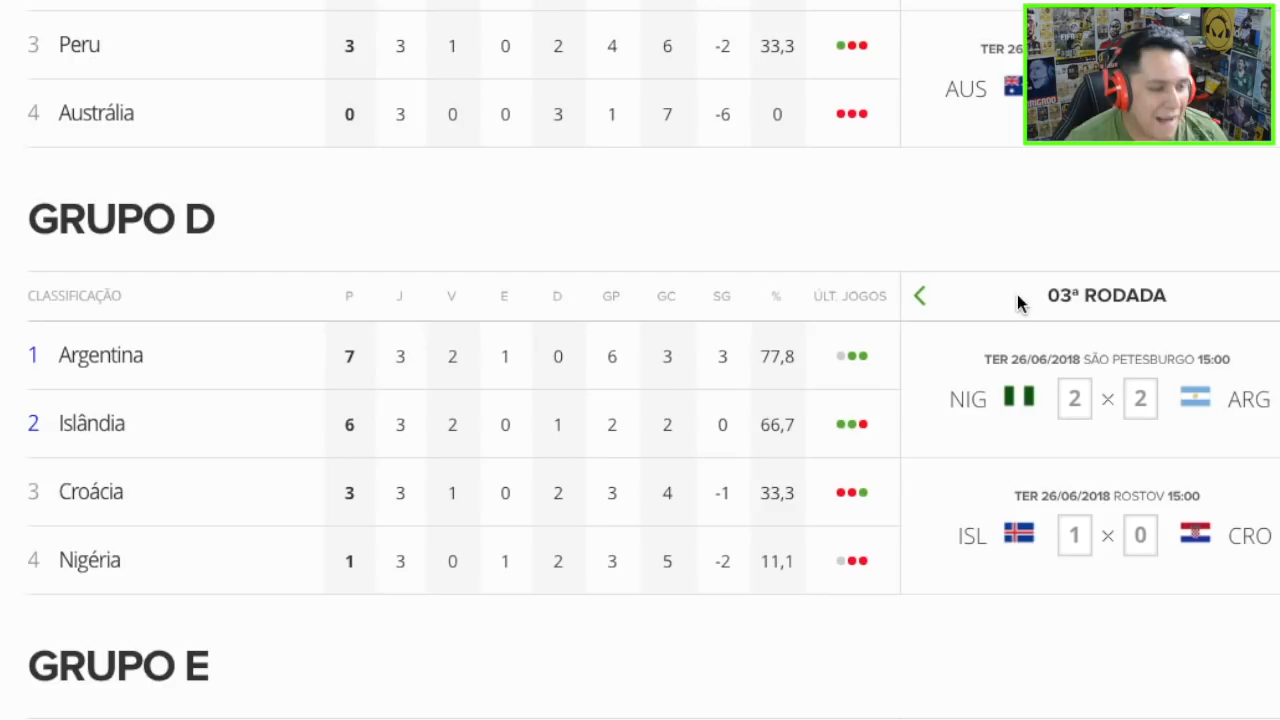 3 Peru 3 3 1 0 2 4 6 -2 33,3
TER 26
AUS
4 Austrália 0 3 0 0 3 1 7 -6 0
GRUPO D
CLASSIFICAÇÃO P J V E D GP GC SG % ÚLT. JOGOS
03ª RODADA
1 Argentina 7 3 2 1 0 6 3 3 77,8
TER 26/06/2018 SÃO PETESBURGO 15:00
NIG 2 × 2 ARG
2 Islândia 6 3 2 0 1 2 2 0 66,7
3 Croácia 3 3 1 0 2 3 4 -1 33,3
TER 26/06/2018 ROSTOV 15:00
ISL 1 × 0 CRO
4 Nigéria 1 3 0 1 2 3 5 -2 11,1
GRUPO E